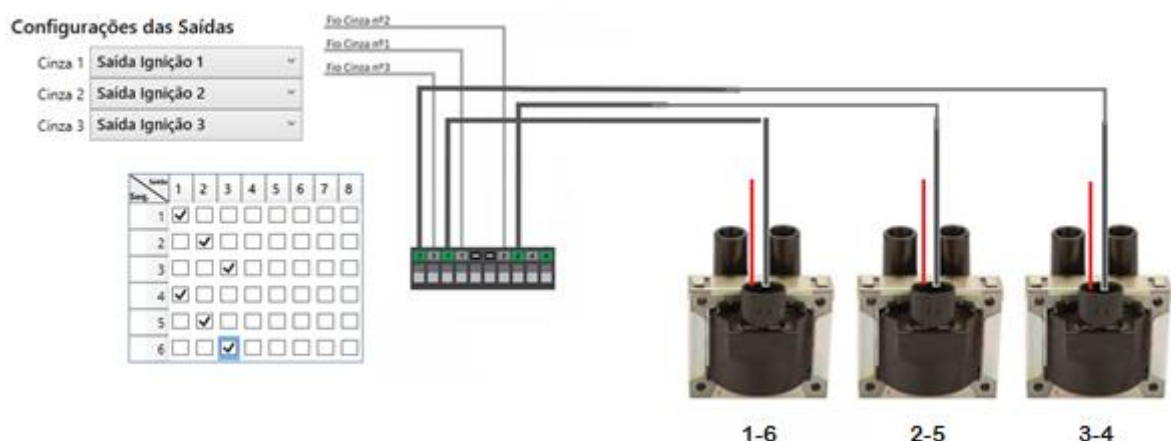 Configurações das Saídas
Cinza 1 Saída Ignição 1
Cinza 2 Saída Ignição 2
Cinza 3 Saída Ignição 3
Fio Cinza nº2
Fio Cinza nº1
Fio Cinza nº3
Saída
Seq. 1 2 3 4 5 6 7 8
1
2
3
4
5
6
1-6 2-5 3-4